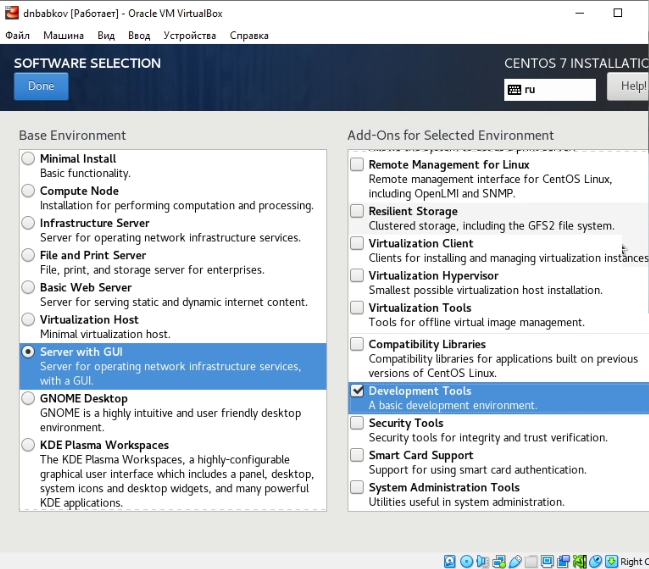 dnbabkov [Работает] - Oracle VM VirtualBox
Файл Машина Вид Ввод Устройства Справка
SOFTWARE SELECTION
CENTOS 7 INSTALLATIO
Done
ru
Help!
Base Environment
Minimal Install
Basic functionality.
Compute Node
Installation for performing computation and processing.
Infrastructure Server
Server for operating network infrastructure services.
File and Print Server
File, print, and storage server for enterprises.
Basic Web Server
Server for serving static and dynamic internet content.
Virtualization Host
Minimal virtualization host.
Server with GUI
Server for operating network infrastructure services,
with a GUI.
GNOME Desktop
GNOME is a highly intuitive and user friendly desktop
environment.
KDE Plasma Workspaces
The KDE Plasma Workspaces, a highly-configurable
graphical user interface which includes a panel, desktop,
system icons and desktop widgets, and many powerful
KDE applications.
Add-Ons for Selected Environment
Allows the system to act as a print server.
Remote Management for Linux
Remote management interface for CentOS Linux,
including OpenLMI and SNMP.
Resilient Storage
Clustered storage, including the GFS2 file system.
Virtualization Client
Clients for installing and managing virtualization instances
Virtualization Hypervisor
Smallest possible virtualization host installation.
Virtualization Tools
Tools for offline virtual image management.
Compatibility Libraries
Compatibility libraries for applications built on previous
versions of CentOS Linux.
Development Tools
A basic development environment.
Security Tools
Security tools for integrity and trust verification.
Smart Card Support
Support for using smart card authentication.
System Administration Tools
Utilities useful in system administration.
Right C